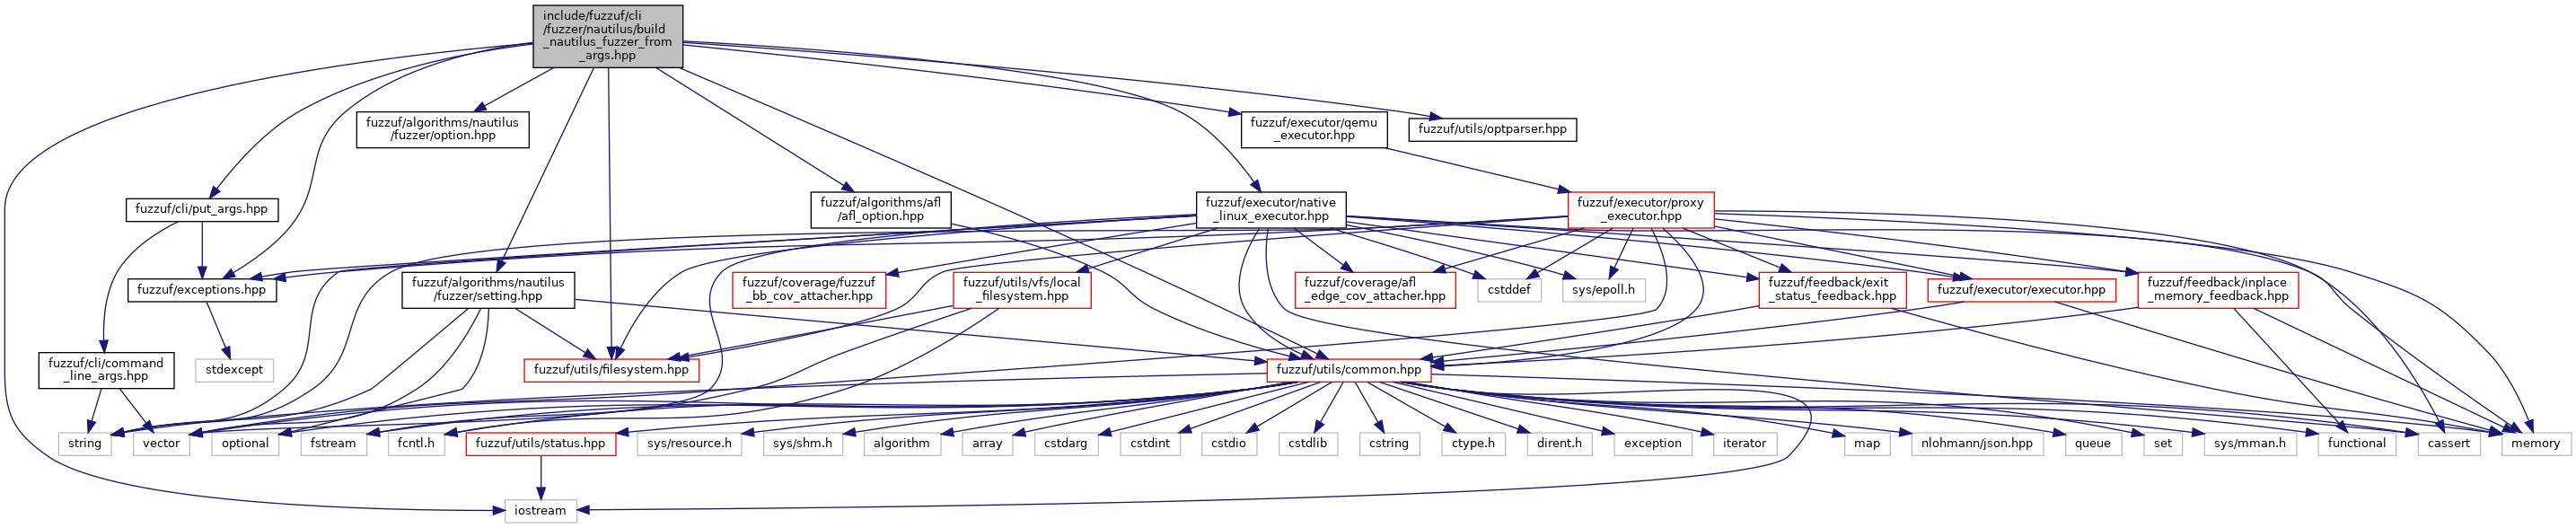 include/fuzzuf/cli
/fuzzer/nautilus/build
_nautilus_fuzzer_from
_args.hpp
fuzzuf/algorithms/nautilus
/fuzzer/option.hpp
fuzzuf/executor/qemu
_executor.hpp
fuzzuf/utils/optparser.hpp
fuzzuf/cli/put_args.hpp
fuzzuf/algorithms/afl
/afl_option.hpp
fuzzuf/executor/native
_linux_executor.hpp
fuzzuf/executor/proxy
_executor.hpp
fuzzuf/exceptions.hpp
fuzzuf/algorithms/nautilus
/fuzzer/setting.hpp
fuzzuf/coverage/fuzzuf
_bb_cov_attacher.hpp
fuzzuf/utils/vfs/local
_filesystem.hpp
fuzzuf/coverage/afl
_edge_cov_attacher.hpp
cstddef
sys/epoll.h
fuzzuf/feedback/exit
_status_feedback.hpp
fuzzuf/executor/executor.hpp
fuzzuf/feedback/inplace
_memory_feedback.hpp
fuzzuf/cli/command
_line_args.hpp
stdexcept
fuzzuf/utils/filesystem.hpp
fuzzuf/utils/common.hpp
string
vector
optional
fstream
fcntl.h
fuzzuf/utils/status.hpp
sys/resource.h
sys/shm.h
algorithm
array
cstdarg
cstdint
cstdio
cstdlib
cstring
ctype.h
dirent.h
exception
iterator
map
nlohmann/json.hpp
queue
set
sys/mman.h
functional
cassert
memory
iostream